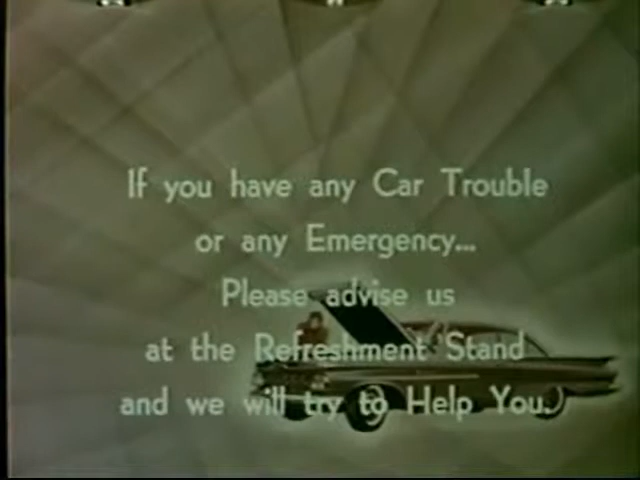 If you have any Car Trouble
or any Emergency...
Please advise us
at the Refreshment Stand
and we will try to Help You.